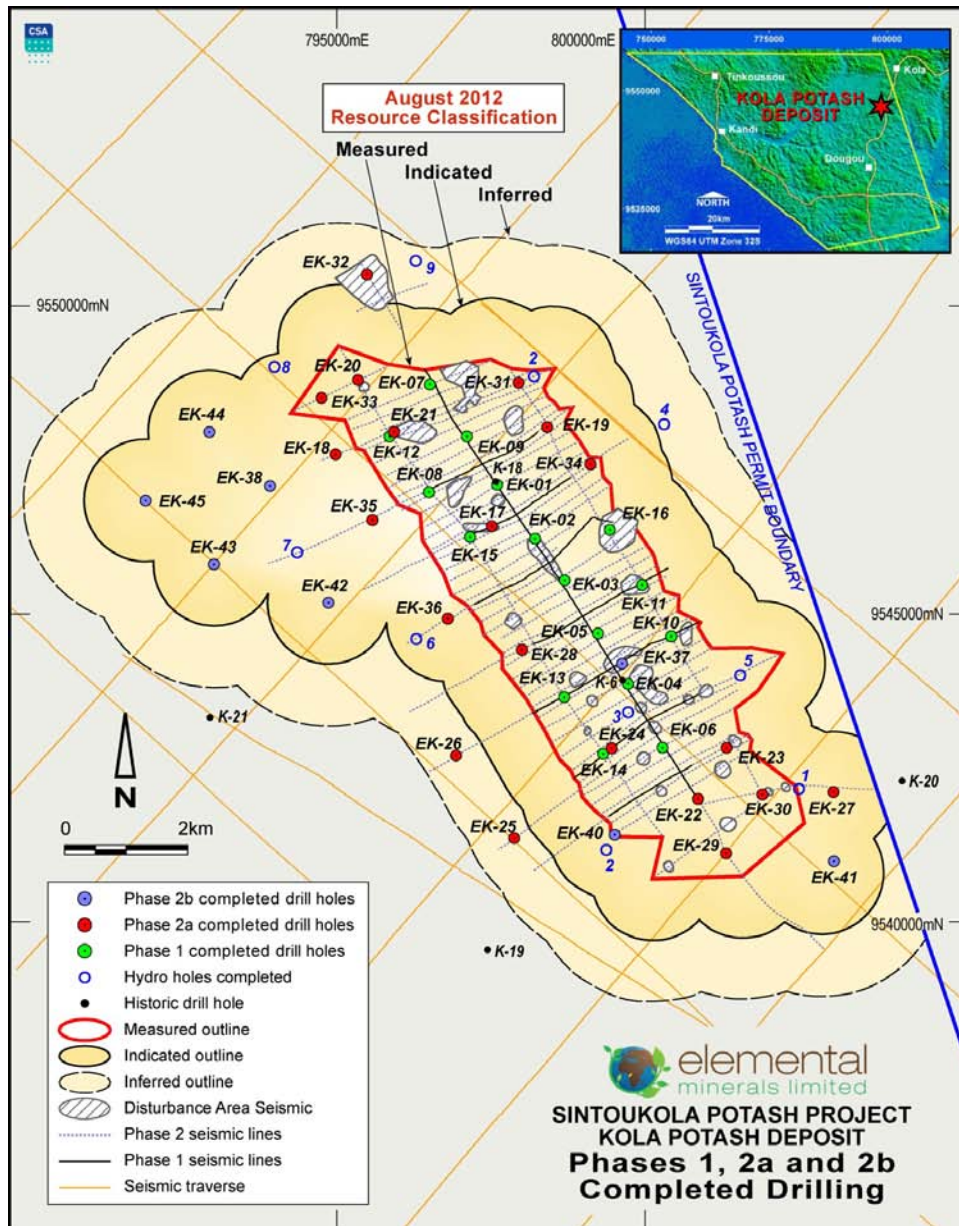 CSA
795000mE
800000mE
750000
775000
800000
9550000
9525000
Tinkoussou
Kola
KOLA POTASH
DEPOSIT
Kandi
Dougou
NORTH
20km
WGS84 UTM Zone 32S
August 2012
Resource Classification
Measured
Indicated
Inferred
SINTOUKOLA POTASH PERMIT BOUNDARY
9550000mN
9545000mN
9540000mN
EK-32
9
8
EK-20
EK-07
EK-31
2
EK-33
4
EK-44
EK-21
EK-19
EK-18
EK-12
EK-09
EK-34
K-18
EK-38
EK-08
EK-01
EK-45
EK-17
EK-02
EK-16
EK-35
EK-15
7
EK-43
EK-03
EK-42
EK-11
EK-36
EK-05
EK-10
6
EK-28
EK-37
5
EK-13
K-6
EK-04
K-21
3
EK-26
EK-24
EK-06
EK-23
EK-14
1
K-20
EK-22
EK-30
EK-27
EK-25
EK-40
2
EK-29
EK-41
K-19
N
0 2km
Phase 2b completed drill holes
Phase 2a completed drill holes
Phase 1 completed drill holes
Hydro holes completed
Historic drill hole
Measured outline
Indicated outline
Inferred outline
Disturbance Area Seismic
Phase 2 seismic lines
Phase 1 seismic lines
Seismic traverse
elemental
minerals limited
SINTOUKOLA POTASH PROJECT
KOLA POTASH DEPOSIT
Phases 1, 2a and 2b
Completed Drilling